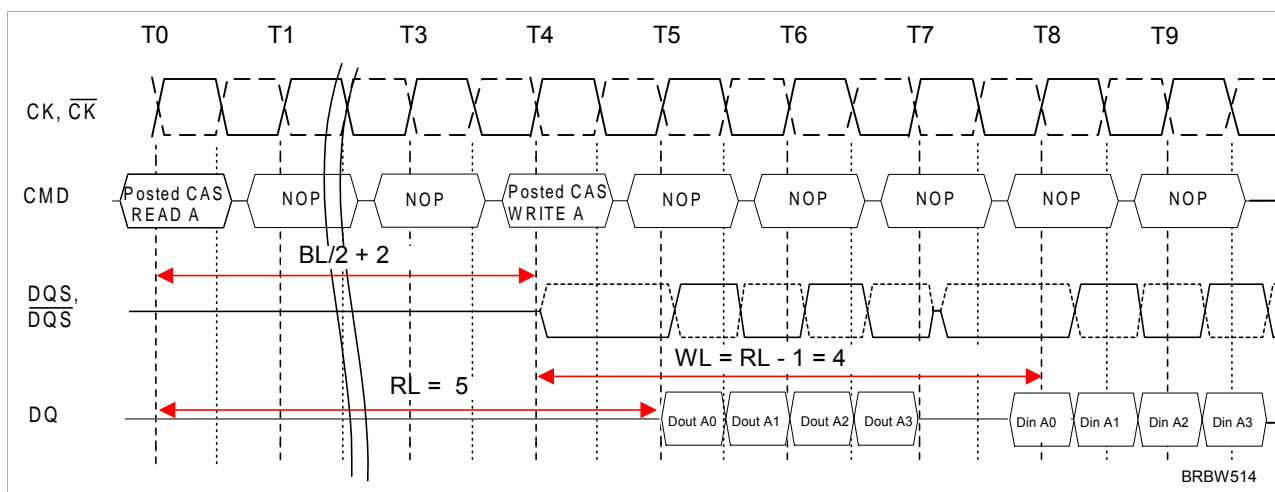 T0 T1 T3 T4 T5 T6 T7 T8 T9
CK, CK
CMD
Posted CAS
READ A
NOP
NOP
Posted CAS
WRITE A
NOP
NOP
NOP
NOP
NOP
BL/2 + 2
DQS,
DQS
WL = RL - 1 = 4
RL = 5
DQ
Dout A0 Dout A1 Dout A2 Dout A3 Din A0 Din A1 Din A2 Din A3
BRBW514